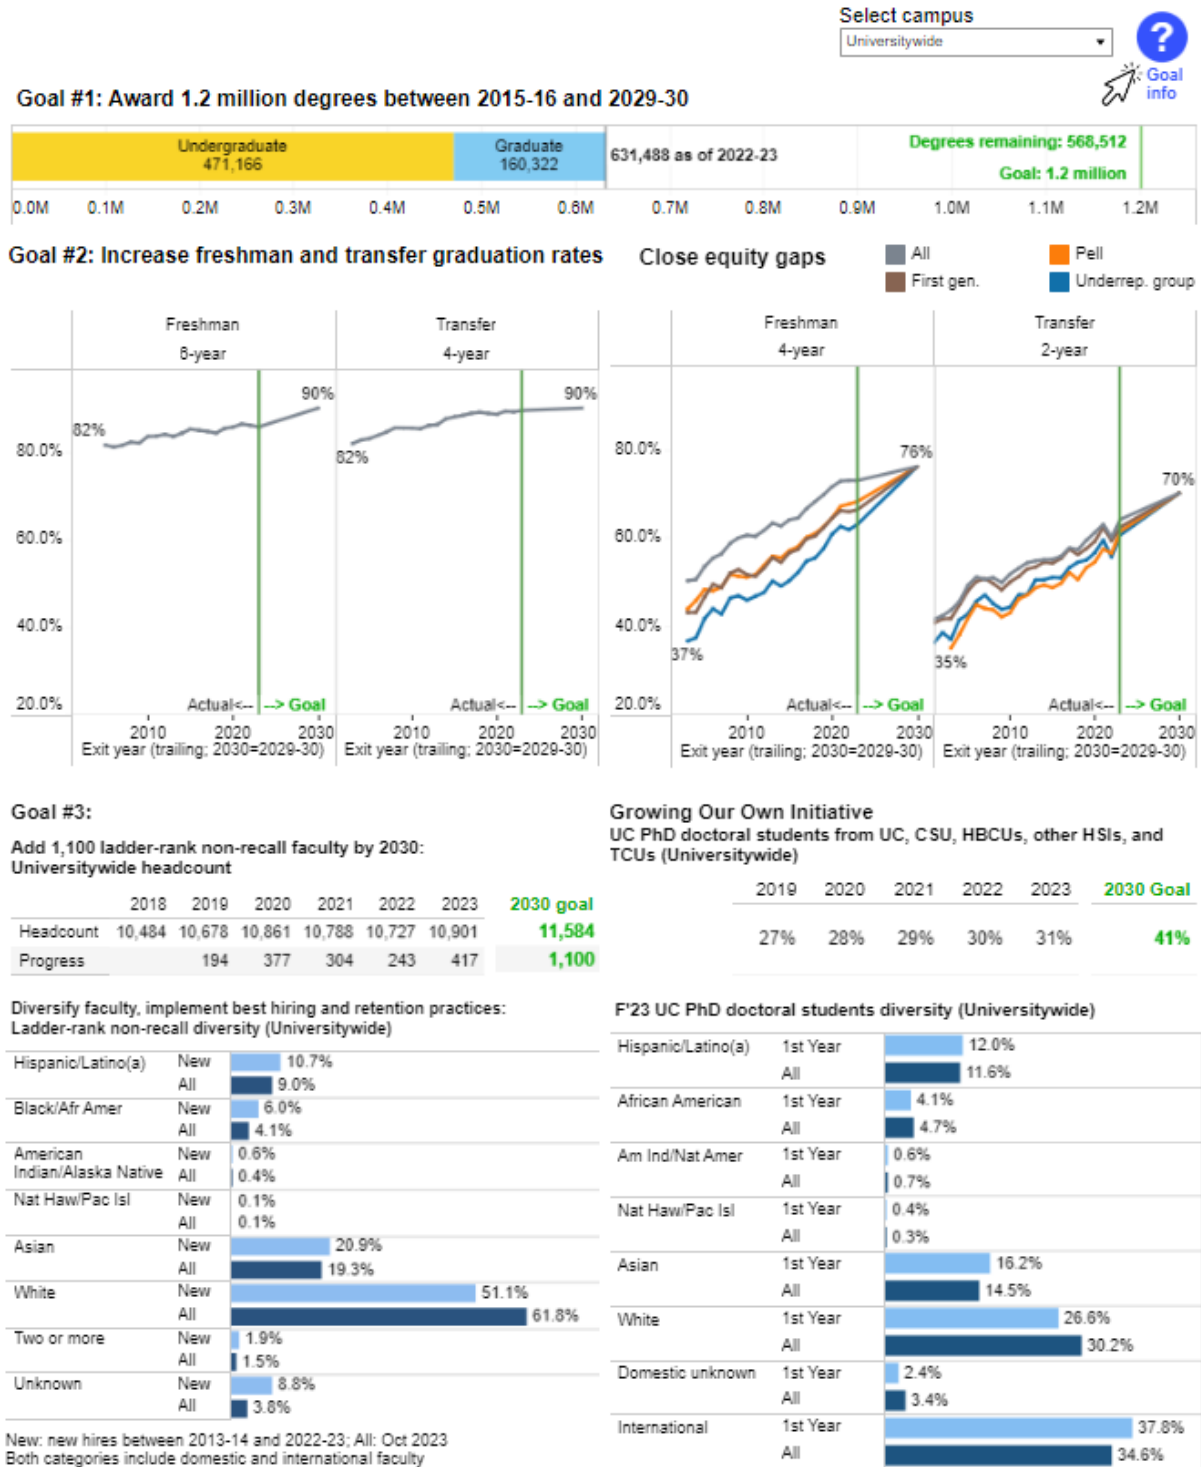 Select campus
Universitywide
?
Goal
info
Goal #1: Award 1.2 million degrees between 2015-16 and 2029-30
Undergraduate
471,166
Graduate
160,322
631,488 as of 2022-23
Degrees remaining: 568,512
Goal: 1.2 million
0.0M 0.1M 0.2M 0.3M 0.4M 0.5M 0.6M 0.7M 0.8M 0.9M 1.0M 1.1M 1.2M
Goal #2: Increase freshman and transfer graduation rates
Freshman Transfer
6-year 4-year
90% 90%
82%
82%
80.0%
60.0%
40.0%
20.0%
Actual<-- --> Goal Actual<-- --> Goal
2010 2020 2030 2010 2020 2030
Exit year (trailing; 2030=2029-30) Exit year (trailing; 2030=2029-30)
Close equity gaps
All Pell
First gen. Underrep. group
Freshman Transfer
4-year 2-year
80.0%
76%
70%
60.0%
40.0%
37%
35%
20.0%
Actual<-- --> Goal Actual<-- --> Goal
2010 2020 2030 2010 2020 2030
Exit year (trailing; 2030=2029-30) Exit year (trailing; 2030=2029-30)
Goal #3:
Add 1,100 ladder-rank non-recall faculty by 2030:
Universitywide headcount
2018 2019 2020 2021 2022 2023 2030 goal
Headcount 10,484 10,678 10,861 10,788 10,727 10,901 11,584
Progress 194 377 304 243 417 1,100
Growing Our Own Initiative
UC PhD doctoral students from UC, CSU, HBCUs, other HSIs, and
TCUs (Universitywide)
2019 2020 2021 2022 2023 2030 Goal
27% 28% 29% 30% 31% 41%
Diversify faculty, implement best hiring and retention practices:
Ladder-rank non-recall diversity (Universitywide)
Hispanic/Latino(a) New 10.7%
All 9.0%
Black/Afr Amer New 6.0%
All 4.1%
American New 0.6%
Indian/Alaska Native All 0.4%
Nat Haw/Pac Isl New 0.1%
All 0.1%
Asian New 20.9%
All 19.3%
White New 51.1%
All 61.8%
Two or more New 1.9%
All 1.5%
Unknown New 8.8%
All 3.8%
New: new hires between 2013-14 and 2022-23; All: Oct 2023
Both categories include domestic and international faculty
F'23 UC PhD doctoral students diversity (Universitywide)
Hispanic/Latino(a) 1st Year 12.0%
All 11.6%
African American 1st Year 4.1%
All 4.7%
Am Ind/Nat Amer 1st Year 0.6%
All 0.7%
Nat Haw/Pac Isl 1st Year 0.4%
All 0.3%
Asian 1st Year 16.2%
All 14.5%
White 1st Year 26.6%
All 30.2%
Domestic unknown 1st Year 2.4%
All 3.4%
International 1st Year 37.8%
All 34.6%